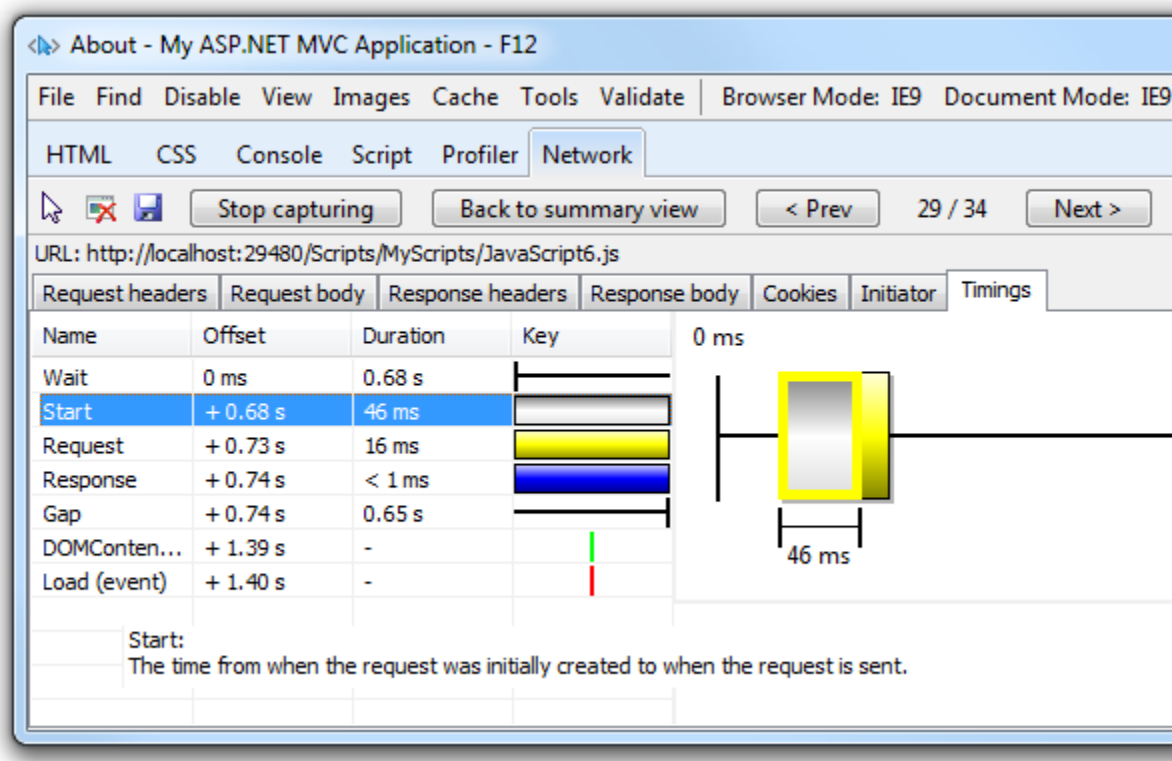 About - My ASP.NET MVC Application - F12
File Find Disable View Images Cache Tools Validate Browser Mode: IE9 Document Mode: IE9
HTML CSS Console Script Profiler Network
Stop capturing Back to summary view < Prev 29 / 34 Next >
URL: http://localhost:29480/Scripts/MyScripts/JavaScript6.js
Request headers Request body Response headers Response body Cookies Initiator Timings
Name Offset Duration Key 0 ms
Wait 0 ms 0.68 s
Start + 0.68 s 46 ms
Request + 0.73 s 16 ms
Response + 0.74 s < 1 ms
Gap + 0.74 s 0.65 s
DOMConten... + 1.39 s -
46 ms
Load (event) + 1.40 s -
Start:
The time from when the request was initially created to when the request is sent.